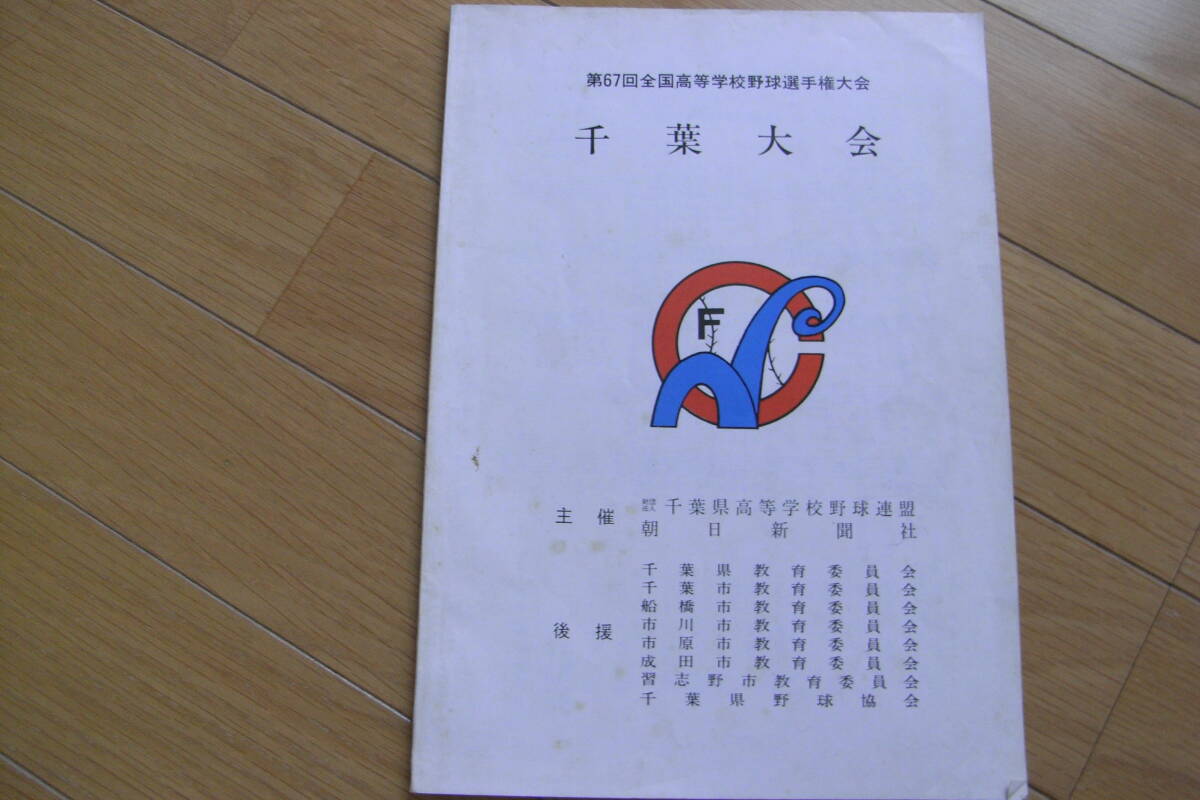 第67回全国高等学校野球選手権大会
千葉大会
F
主催
財団法人 千葉県高等学校野球連盟
朝日新聞社
後援
千葉県教育委員会
千葉市教育委員会
船橋市教育委員会
市川市教育委員会
市原市教育委員会
成田市教育委員会
習志野市教育委員会
千葉県野球協会